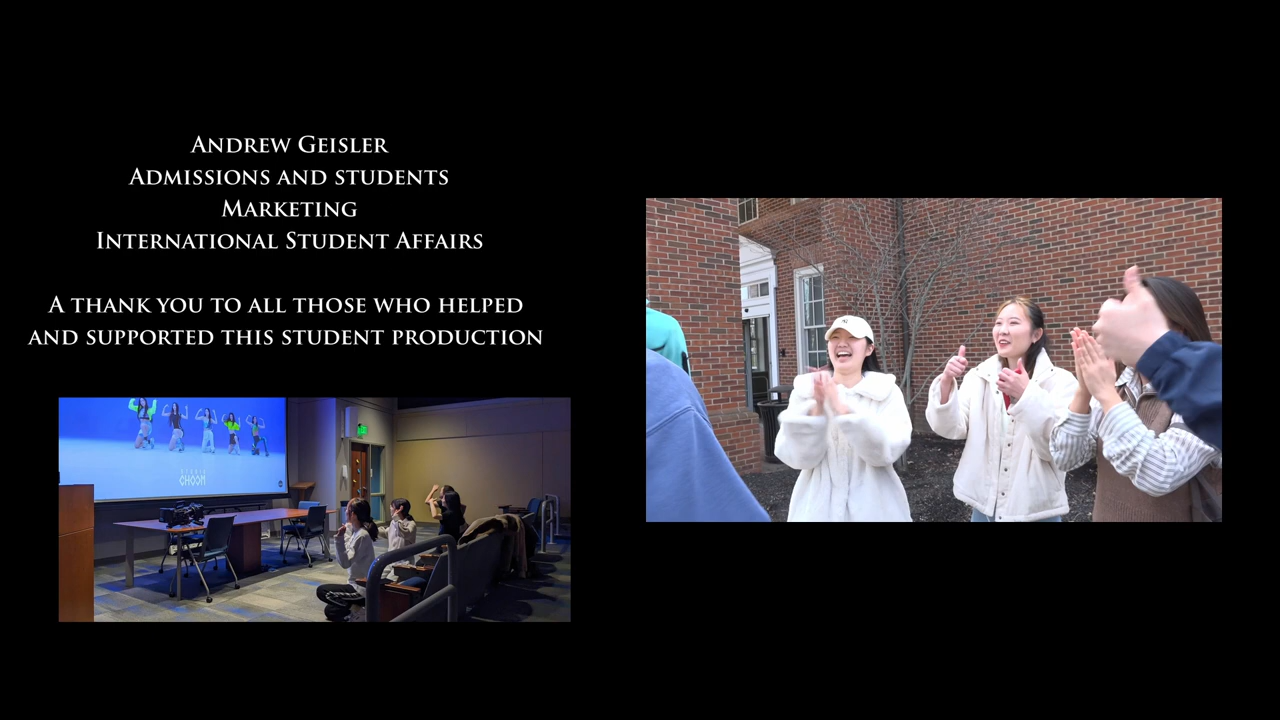 Andrew Geisler
Admissions and students
Marketing
International Student Affairs
A thank you to all those who helped
and supported this student production
CHOOM